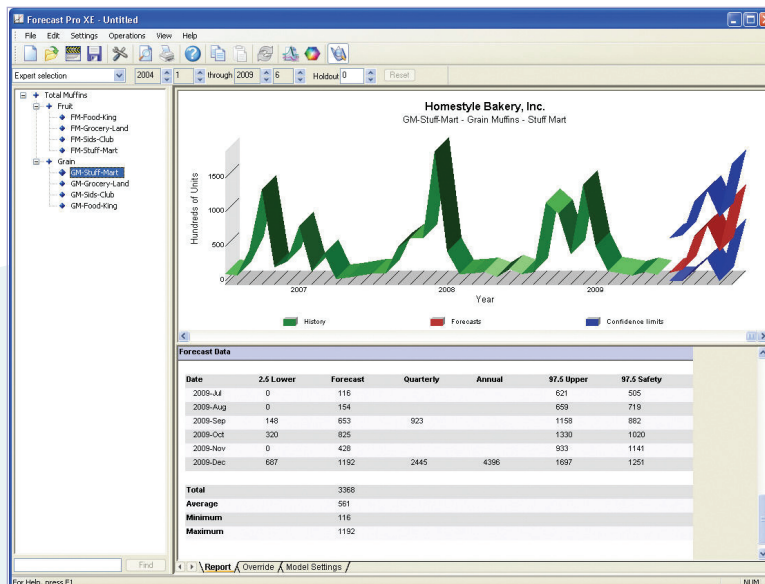 Forecast Pro XE - Untitled
File Edit Settings Operations View Help
Expert selection 2004 1 through 2009 6 Holdout 0 Reset
Total Muffins
Fruit
FM-Food-King
FM-Grocery-Land
FM-Sids-Club
FM-Stuff-Mart
Grain
GM-Stuff-Mart
GM-Grocery-Land
GM-Sids-Club
GM-Food-King
Find
Homestyle Bakery, Inc.
GM-Stuff-Mart - Grain Muffins - Stuff Mart
Hundreds of Units
1500
1000
500
0
2007 2008 2009
Year
History Forecasts Confidence limits
Forecast Data
Date 2.5 Lower Forecast Quarterly Annual 97.5 Upper 97.5 Safety
2009-Jul 0 116 621 505
2009-Aug 0 154 659 719
2009-Sep 148 653 923 1158 882
2009-Oct 320 825 1330 1020
2009-Nov 0 428 933 1141
2009-Dec 687 1192 2445 4396 1697 1251
Total 3368
Average 561
Minimum 116
Maximum 1192
Report Override Model Settings
For Help, press F1 NUM